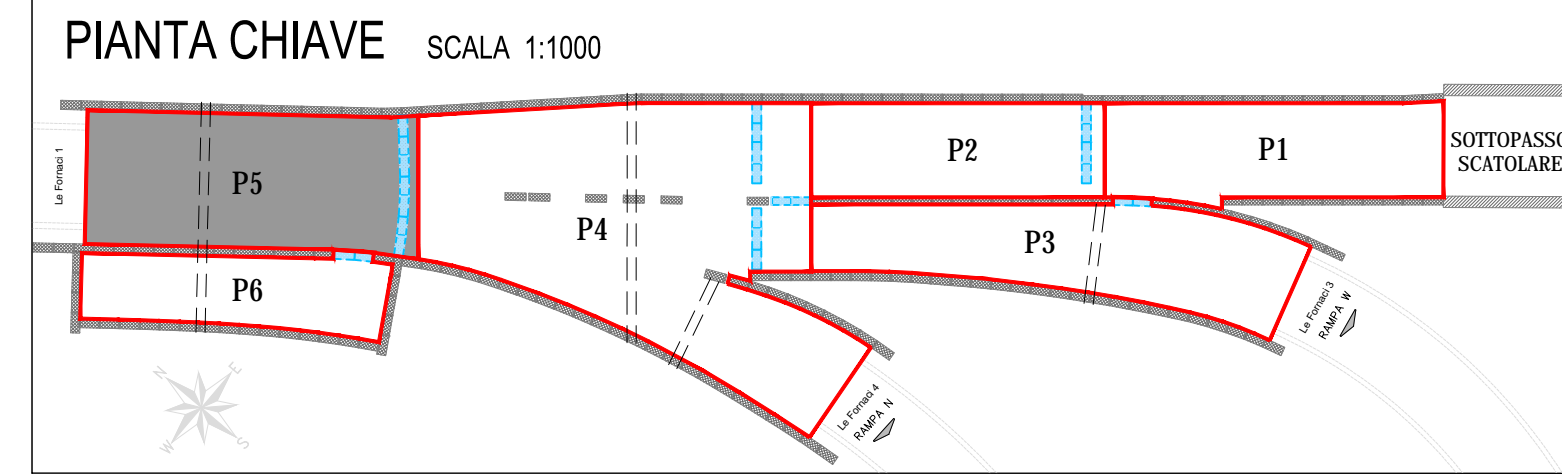 PIANTA CHIAVE SCALA 1:1000
Le Fornaci 1
P5
P6
P4
P2
P1
P3
SOTTOPASSO
SCATOLARE
Le Fornaci 3
RAMPA W
Le Fornaci 4
RAMPA N
N
E
W
S